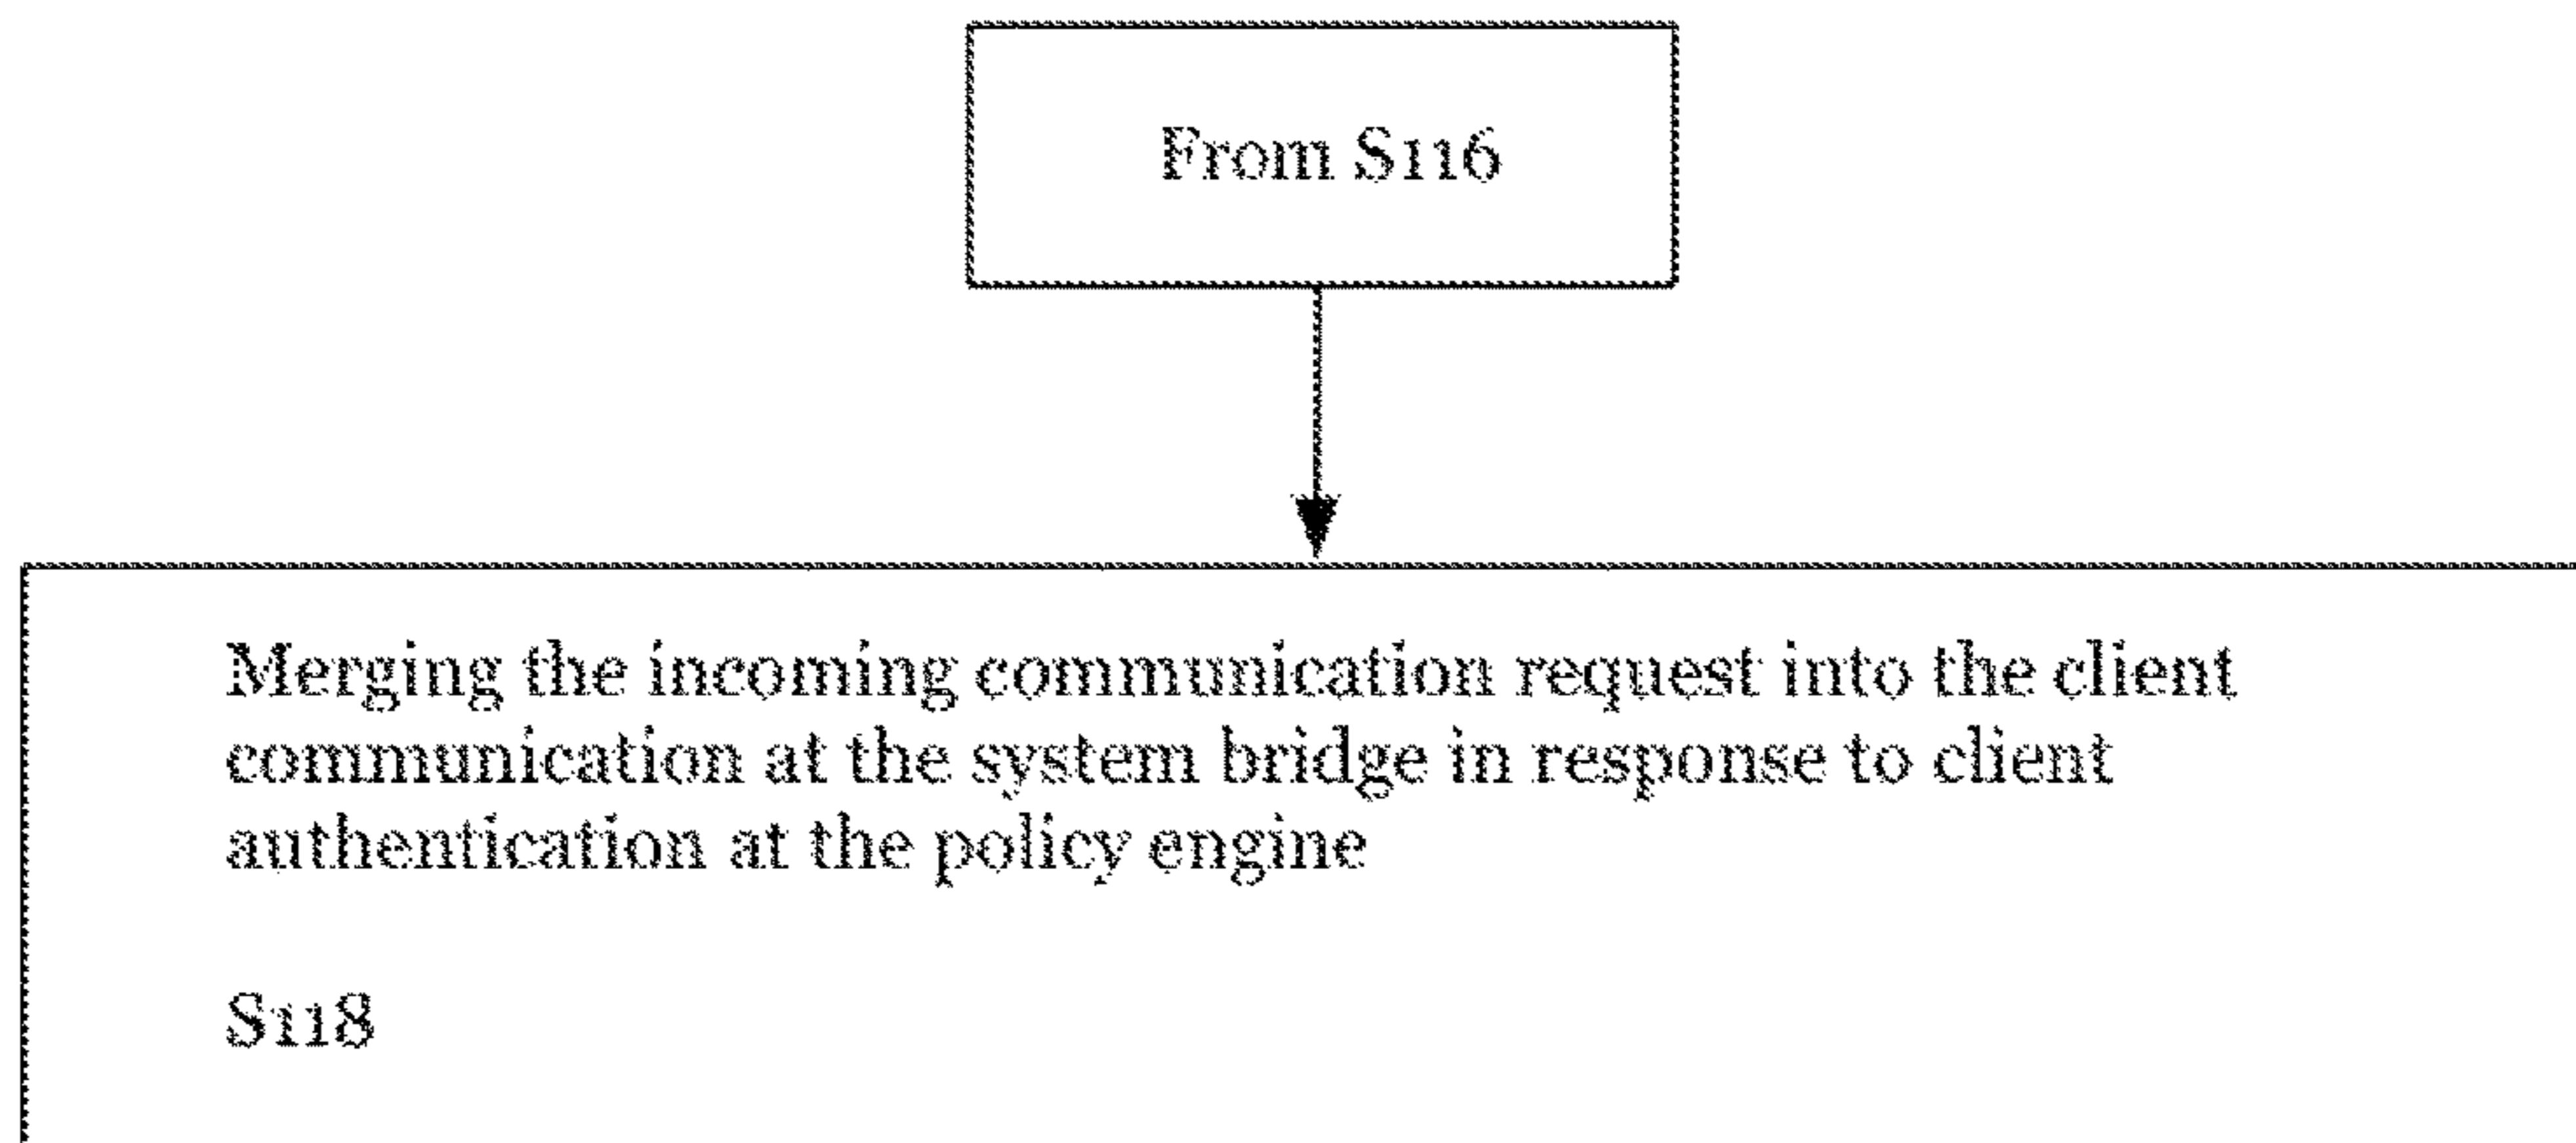 From S116
Merging the incoming communication request into the client
communication at the system bridge in response to client
authentication at the policy engine
S118